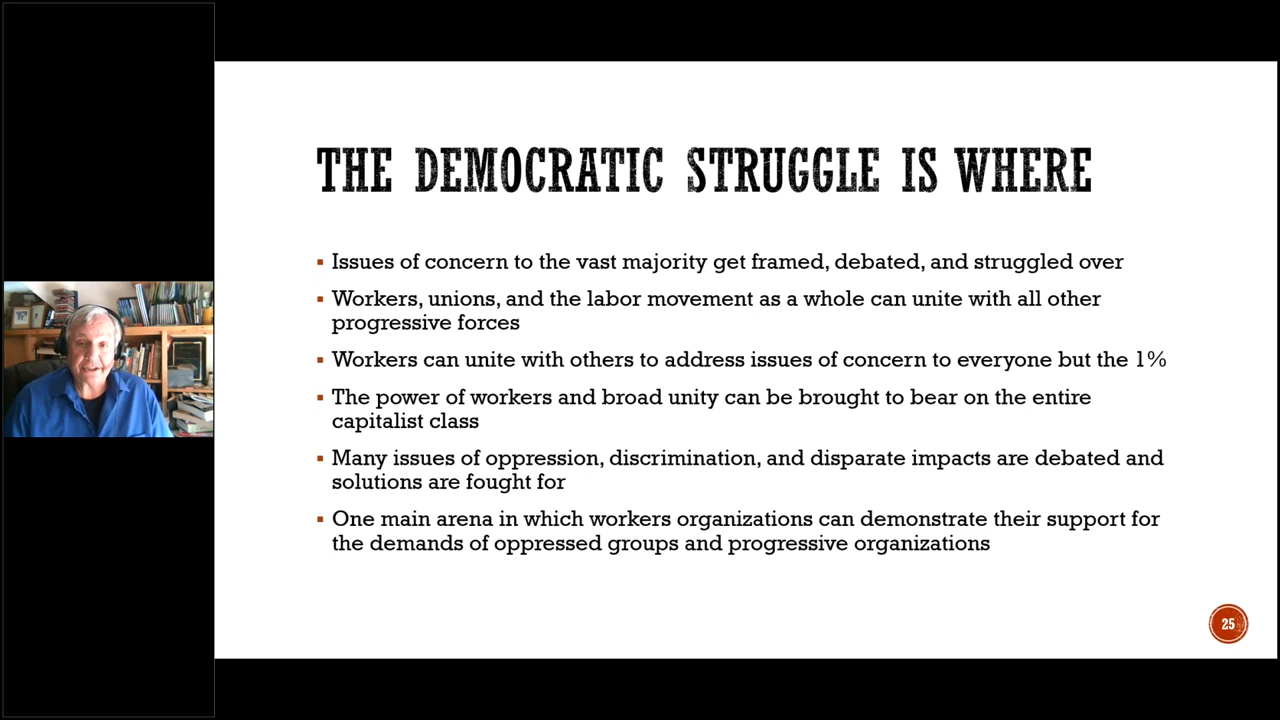 THE DEMOCRATIC STRUGGLE IS WHERE
▪ Issues of concern to the vast majority get framed, debated, and struggled over
▪ Workers, unions, and the labor movement as a whole can unite with all other
progressive forces
▪ Workers can unite with others to address issues of concern to everyone but the 1%
▪ The power of workers and broad unity can be brought to bear on the entire
capitalist class
▪ Many issues of oppression, discrimination, and disparate impacts are debated and
solutions are fought for
▪ One main arena in which workers organizations can demonstrate their support for
the demands of oppressed groups and progressive organizations
25